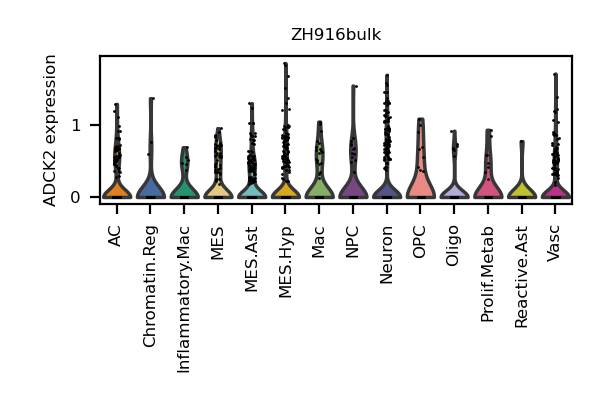 ZH916bulk
ADCK2 expression
1
0
AC
Chromatin.Reg
Inflammatory.Mac
MES
MES.Ast
MES.Hyp
Mac
NPC
Neuron
OPC
Oligo
Prolif.Metab
Reactive.Ast
Vasc